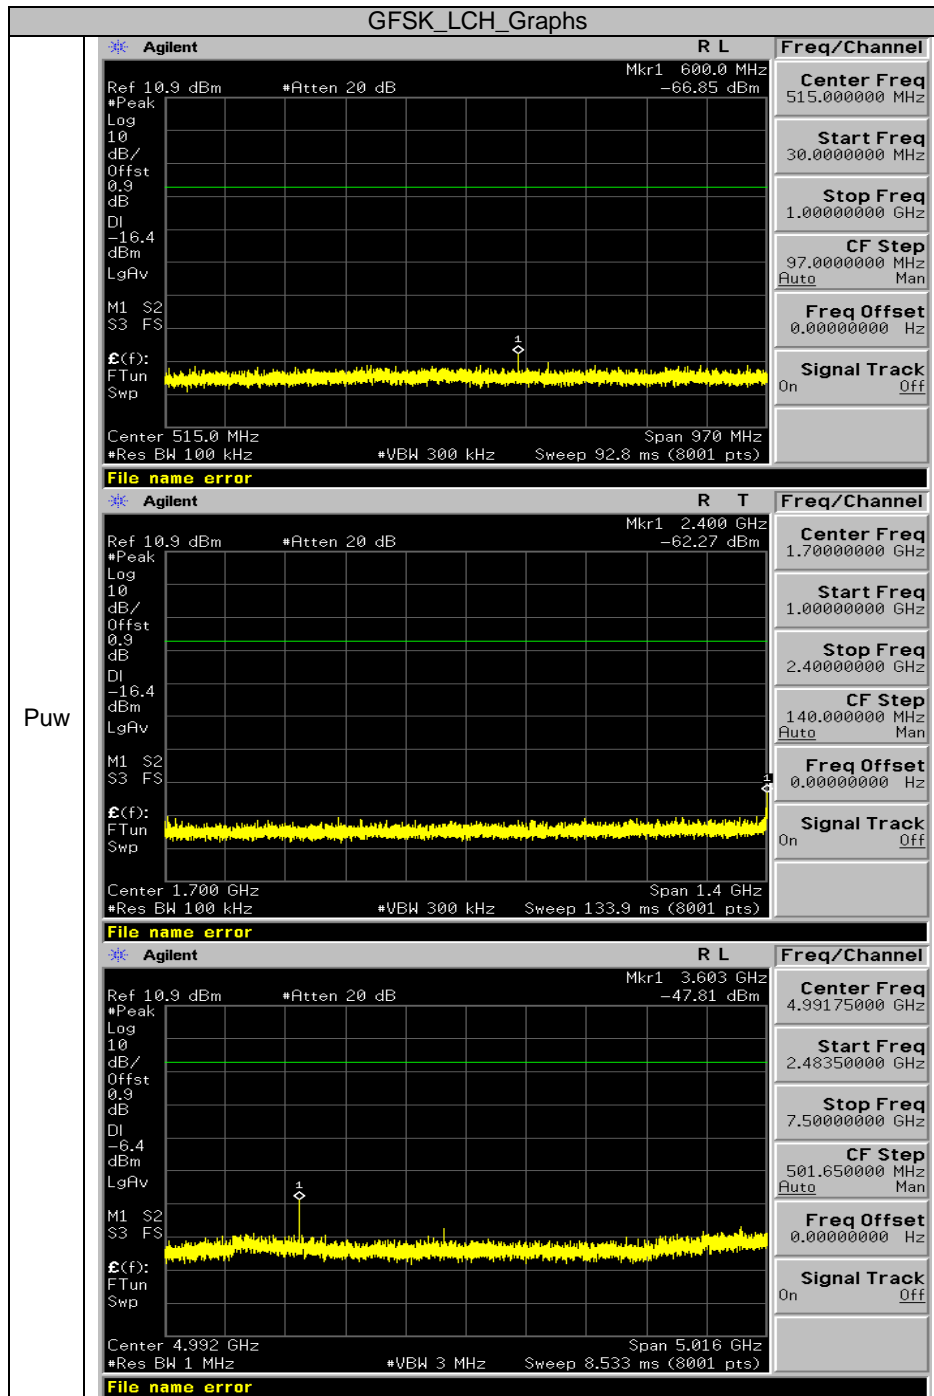 GFSK_LCH_Graphs
Puw
Agilent R L Freq/Channel
Mkr1 600.0 MHz
Ref 10.9 dBm #Atten 20 dB -66.85 dBm
#Peak
Log
10
dB/
Offst
0.9
dB
DI
-16.4
dBm
LgAv
M1 S2
S3 FS
£(f):
FTun
Swp
1
Center 515.0 MHz Span 970 MHz
#Res BW 100 kHz #VBW 300 kHz Sweep 92.8 ms (8001 pts)
File name error
Center Freq
515.000000 MHz
Start Freq
30.0000000 MHz
Stop Freq
1.00000000 GHz
CF Step
97.0000000 MHz
Auto Man
Freq Offset
0.00000000 Hz
Signal Track
On Off
Agilent R T Freq/Channel
Mkr1 2.400 GHz
Ref 10.9 dBm #Atten 20 dB -62.27 dBm
#Peak
Log
10
dB/
Offst
0.9
dB
DI
-16.4
dBm
LgAv
M1 S2
S3 FS
£(f):
FTun
Swp
1
Center 1.700 GHz Span 1.4 GHz
#Res BW 100 kHz #VBW 300 kHz Sweep 133.9 ms (8001 pts)
File name error
Center Freq
1.70000000 GHz
Start Freq
1.00000000 GHz
Stop Freq
2.40000000 GHz
CF Step
140.000000 MHz
Auto Man
Freq Offset
0.00000000 Hz
Signal Track
On Off
Agilent R L Freq/Channel
Mkr1 3.603 GHz
Ref 10.9 dBm #Atten 20 dB -47.81 dBm
#Peak
Log
10
dB/
Offst
0.9
dB
DI
-6.4
dBm
LgAv
M1 S2
S3 FS
£(f):
FTun
Swp
1
Center 4.992 GHz Span 5.016 GHz
#Res BW 1 MHz #VBW 3 MHz Sweep 8.533 ms (8001 pts)
File name error
Center Freq
4.99175000 GHz
Start Freq
2.48350000 GHz
Stop Freq
7.50000000 GHz
CF Step
501.650000 MHz
Auto Man
Freq Offset
0.00000000 Hz
Signal Track
On Off